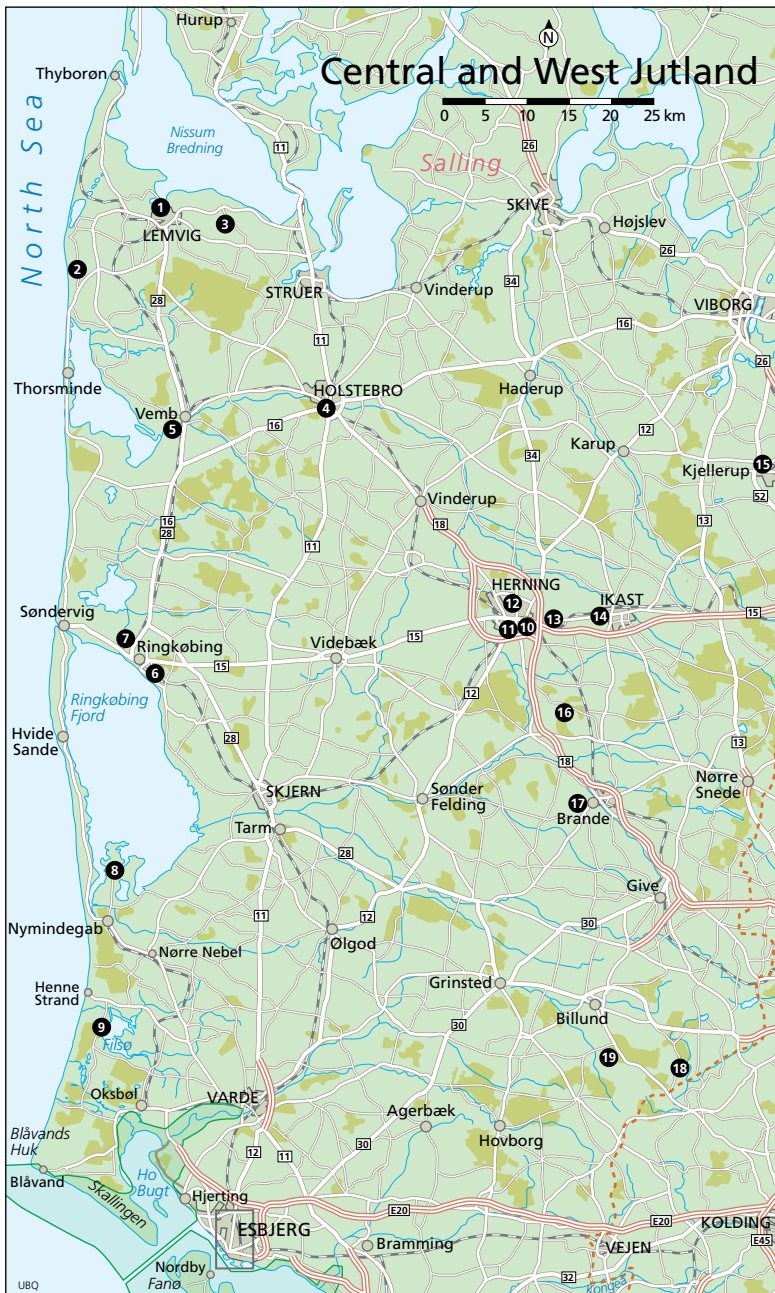 Hurup
N
Thyborøn
Central and West Jutland
0 5 10 15 20 25 km
North Sea
Nissum
Bredning
11
26
Salling
SKIVE
1
3
LEMVIG
Højslev
26
2
28
STRUER
Vinderup
34
VIBORG
16
11
26
Thorsminde
HOLSTEBRO
Haderup
4
Vemb
5
16
12
Karup
34
15
Kjellerup
52
Vinderup
18
16
28
13
11
HERNING
IKAST
12
14
13
15
Søndervig
7
11
10
Ringkøbing
15
Videbæk
15
6
12
Ringkøbing
Fjord
16
Hvide
Sande
28
13
18
Nørre
Snede
SKJERN
Sønder
Felding
17
Brande
Tarm
28
8
Give
11
12
30
Nymindegab
Ølgod
Nørre Nebel
Henne
Strand
Grinsted
Billund
9
Filsø
30
19
18
Oksbøl
VARDE
Agerbæk
Hovborg
Blåvands
Huk
30
12
11
Blåvand
Ho
Bugt
Skallingen
Hjerting
E20
E20
KOLDING
ESBJERG
E45
Bramming
VEJEN
Nordby
Fanø
32
Kongeå
UBQ